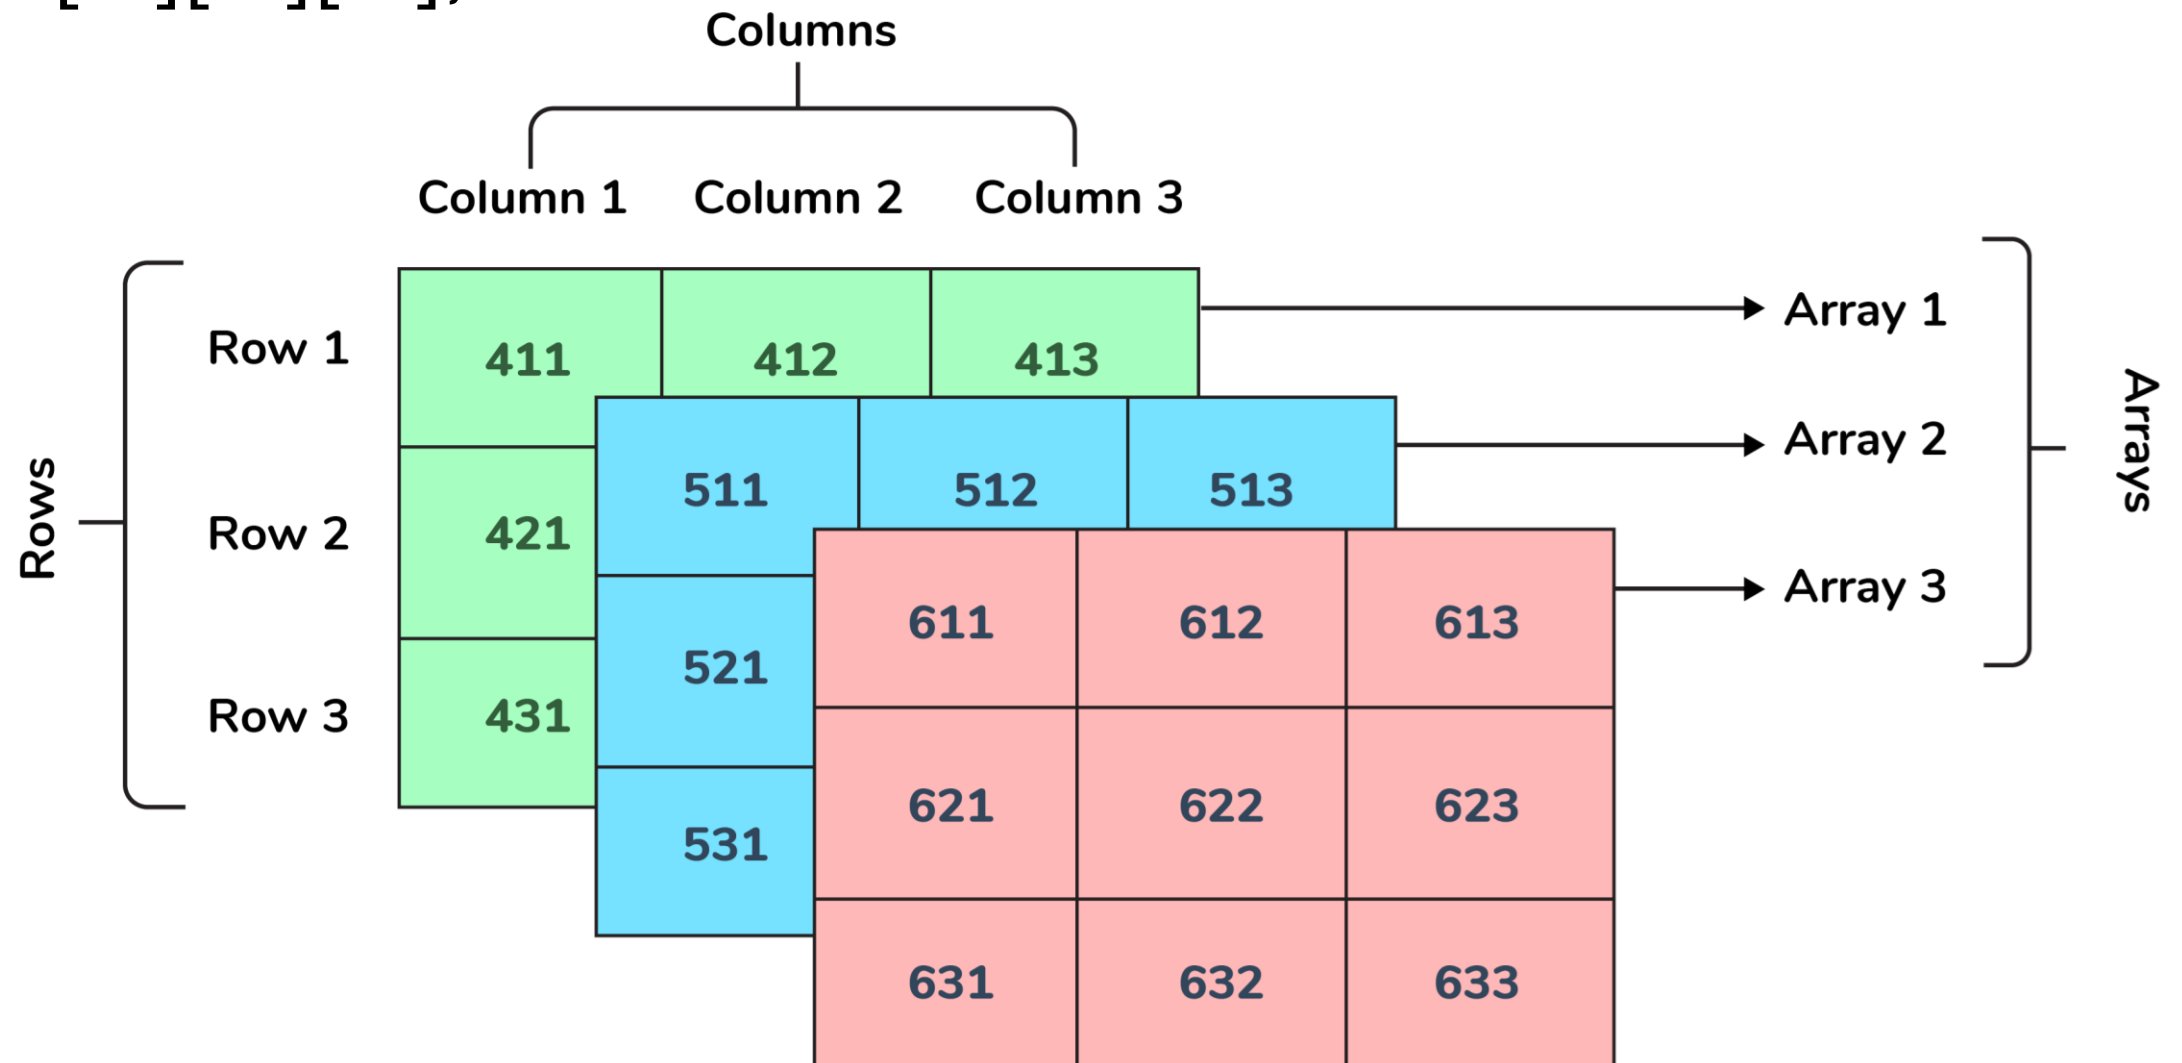 Columns
Column 1 Column 2 Column 3
Rows
Row 1
Row 2
Row 3
411 412 413
421
431
511 512 513
521
531
611 612 613
621 622 623
631 632 633
Array 1
Array 2
Array 3
Arrays